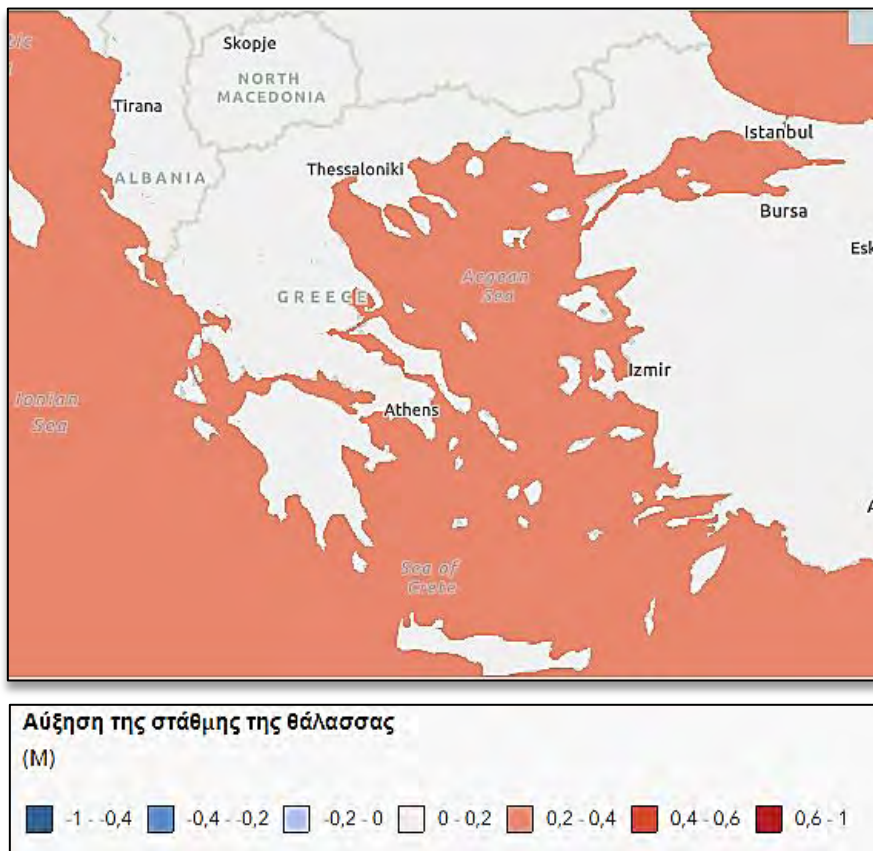 Skopje
NORTH
MACEDONIA
Tirana
ALBANIA
Thessaloniki
Istanbul
Bursa
Esk
Aegean
Sea
GREECE
Izmir
Ionian
Sea
Athens
A
Sea of
Crete
Αύξηση της στάθμης της θάλασσας
(M)
-1 - -0,4 -0,4 - -0,2 -0,2 - 0 0 - 0,2 0,2 - 0,4 0,4 - 0,6 0,6 - 1